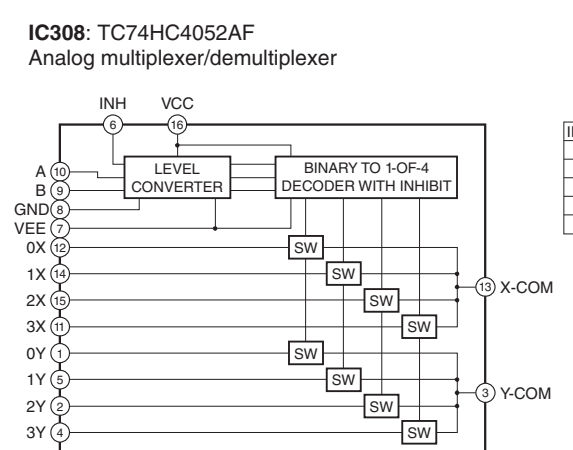 IC308: TC74HC4052AF
Analog multiplexer/demultiplexer
INH VCC
6 16
A 10 LEVEL CONVERTER BINARY TO 1-OF-4 DECODER WITH INHIBIT
B 9
GND 8
VEE 7
0X 12 SW
1X 14 SW
13 X-COM
2X 15 SW
3X 11 SW
0Y 1 SW
1Y 5 SW
3 Y-COM
2Y 2 SW
3Y 4 SW